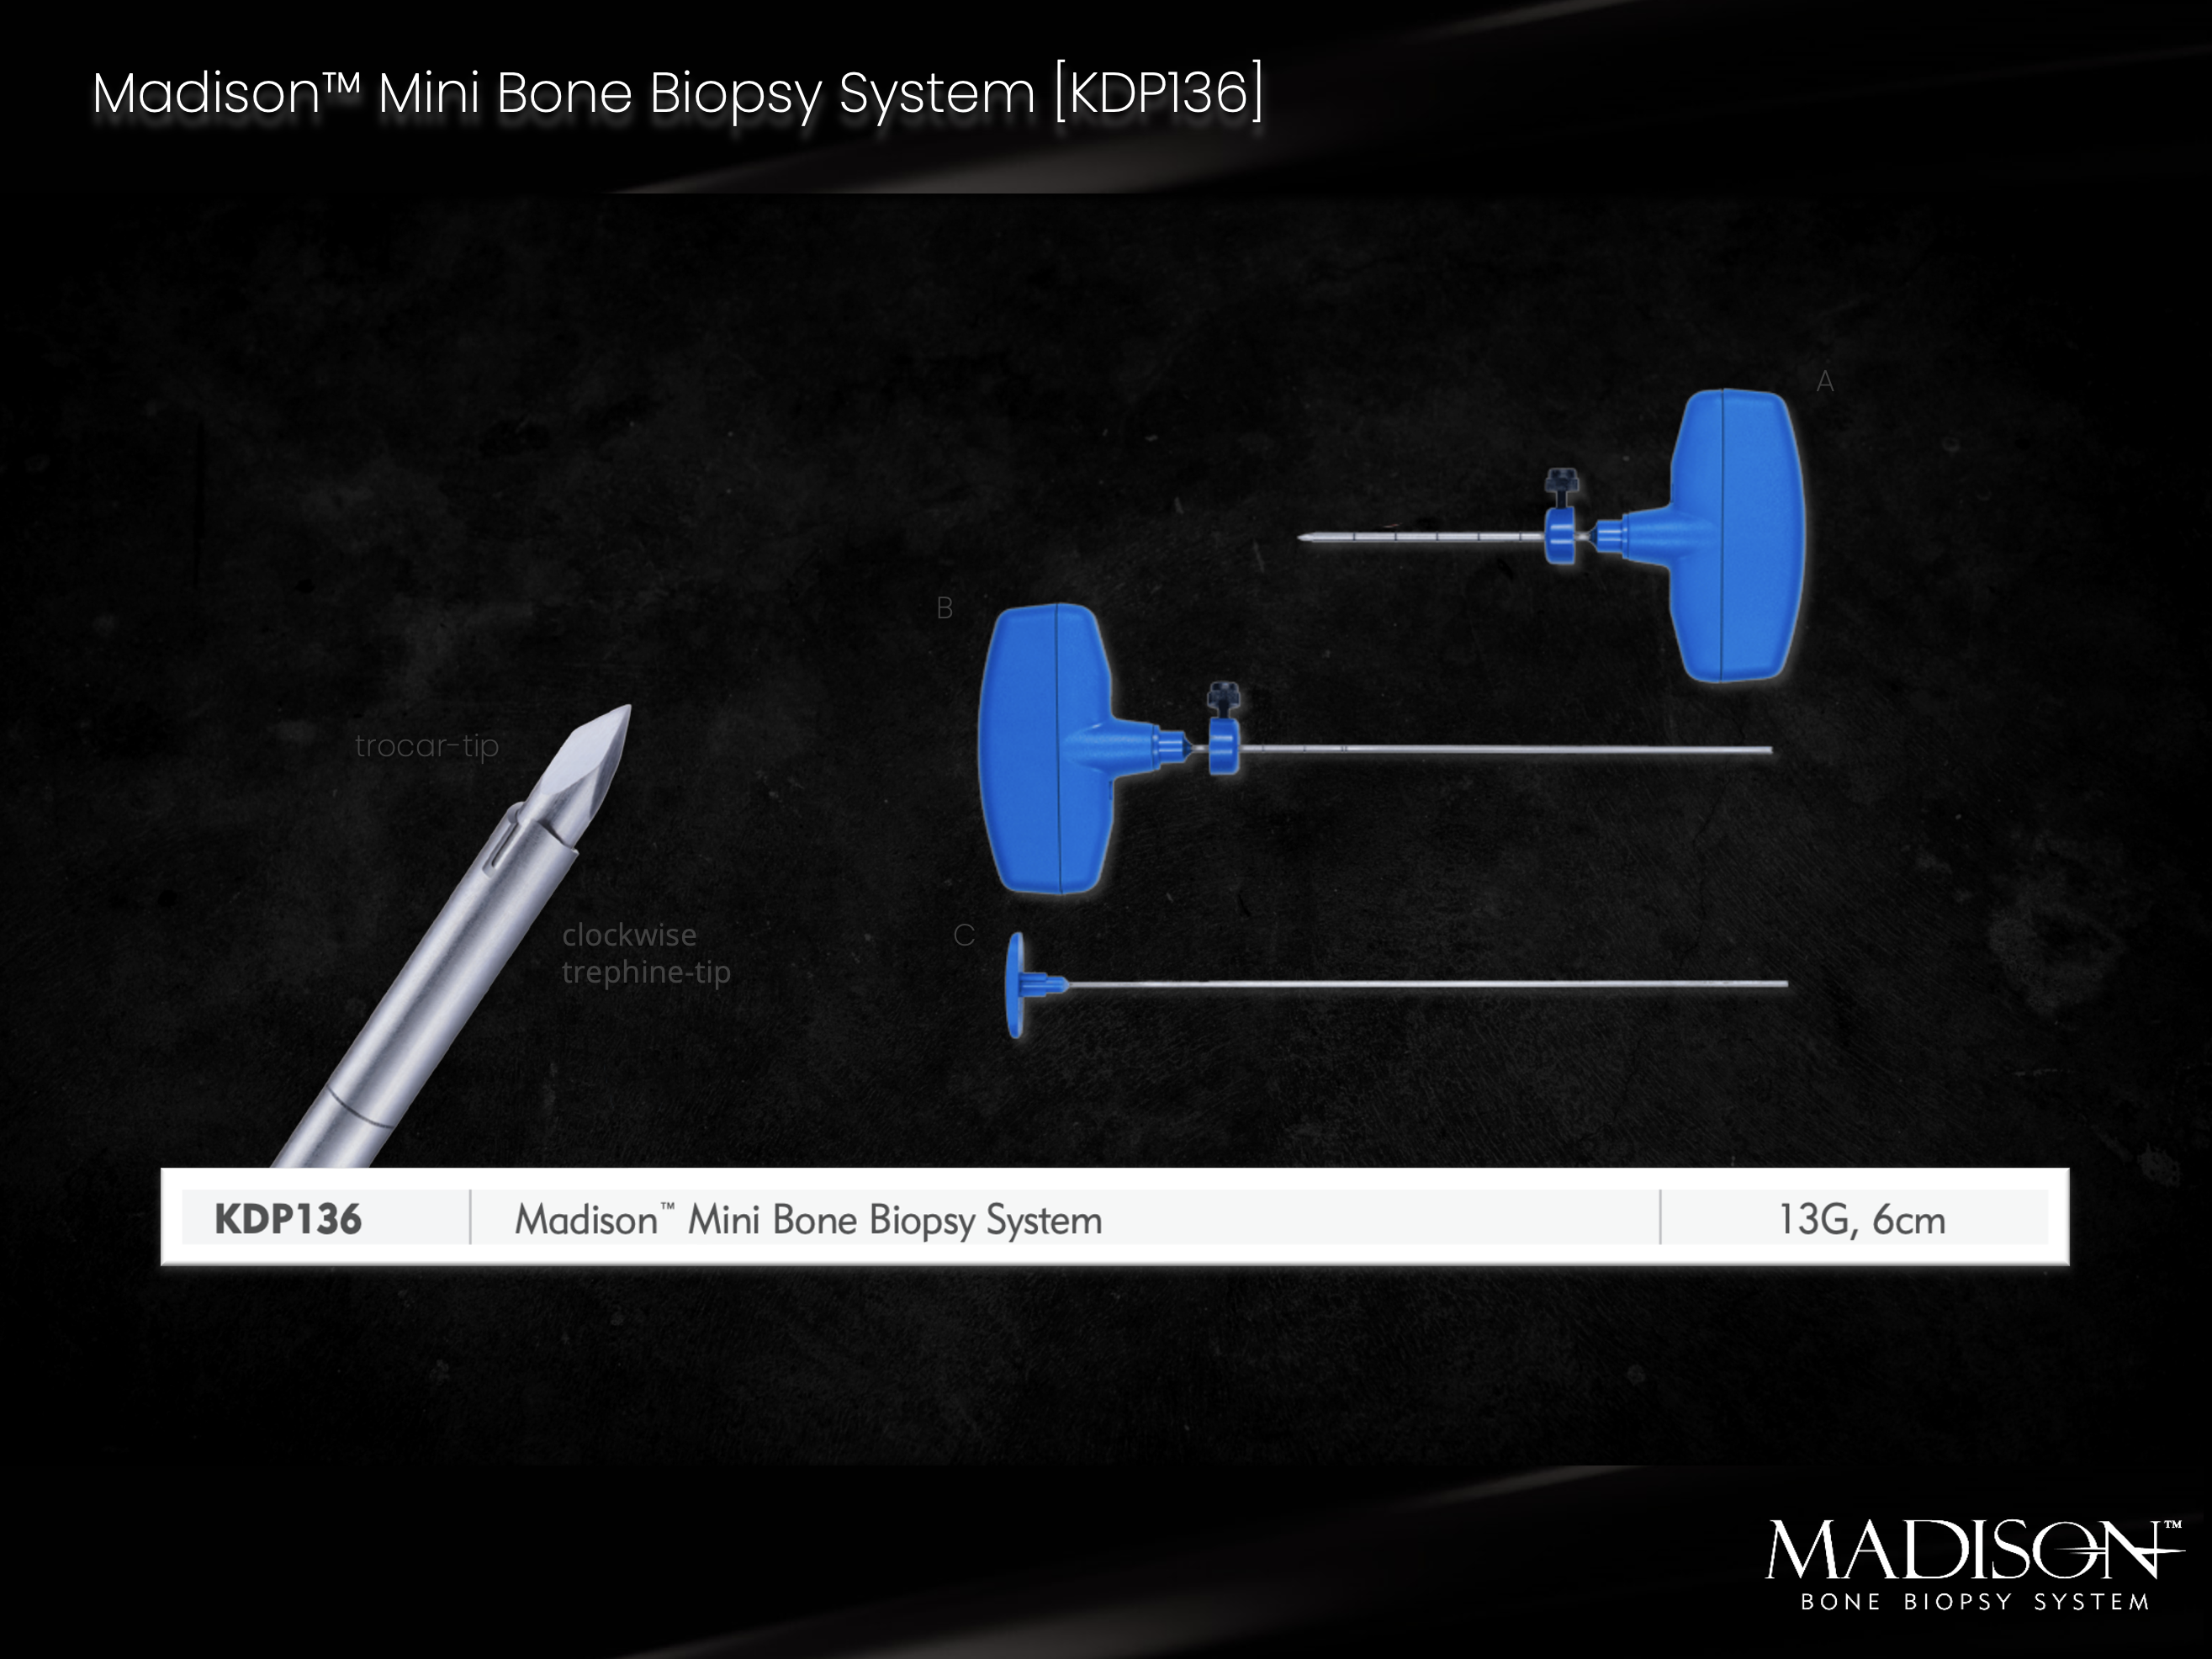 Madison™ Mini Bone Biopsy System [KDP136]
A
B
trocar-tip
C
clockwise
trephine-tip
KDP136 Madison™ Mini Bone Biopsy System 13G, 6cm
MADISON™
BONE BIOPSY SYSTEM